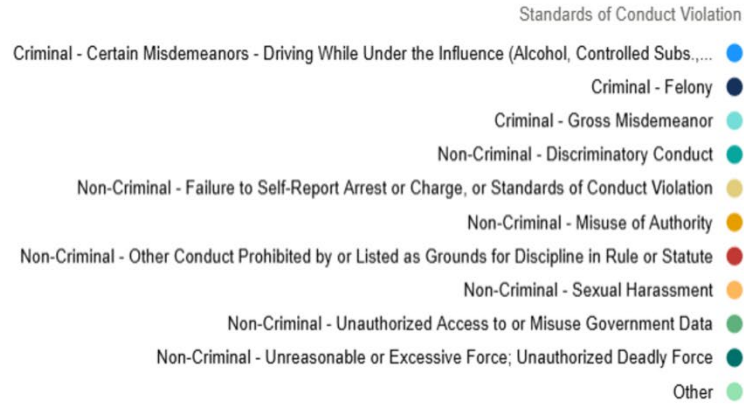 Standards of Conduct Violation
Criminal - Certain Misdemeanors - Driving While Under the Influence (Alcohol, Controlled Subs.,...
Criminal - Felony
Criminal - Gross Misdemeanor
Non-Criminal - Discriminatory Conduct
Non-Criminal - Failure to Self-Report Arrest or Charge, or Standards of Conduct Violation
Non-Criminal - Misuse of Authority
Non-Criminal - Other Conduct Prohibited by or Listed as Grounds for Discipline in Rule or Statute
Non-Criminal - Sexual Harassment
Non-Criminal - Unauthorized Access to or Misuse Government Data
Non-Criminal - Unreasonable or Excessive Force; Unauthorized Deadly Force
Other